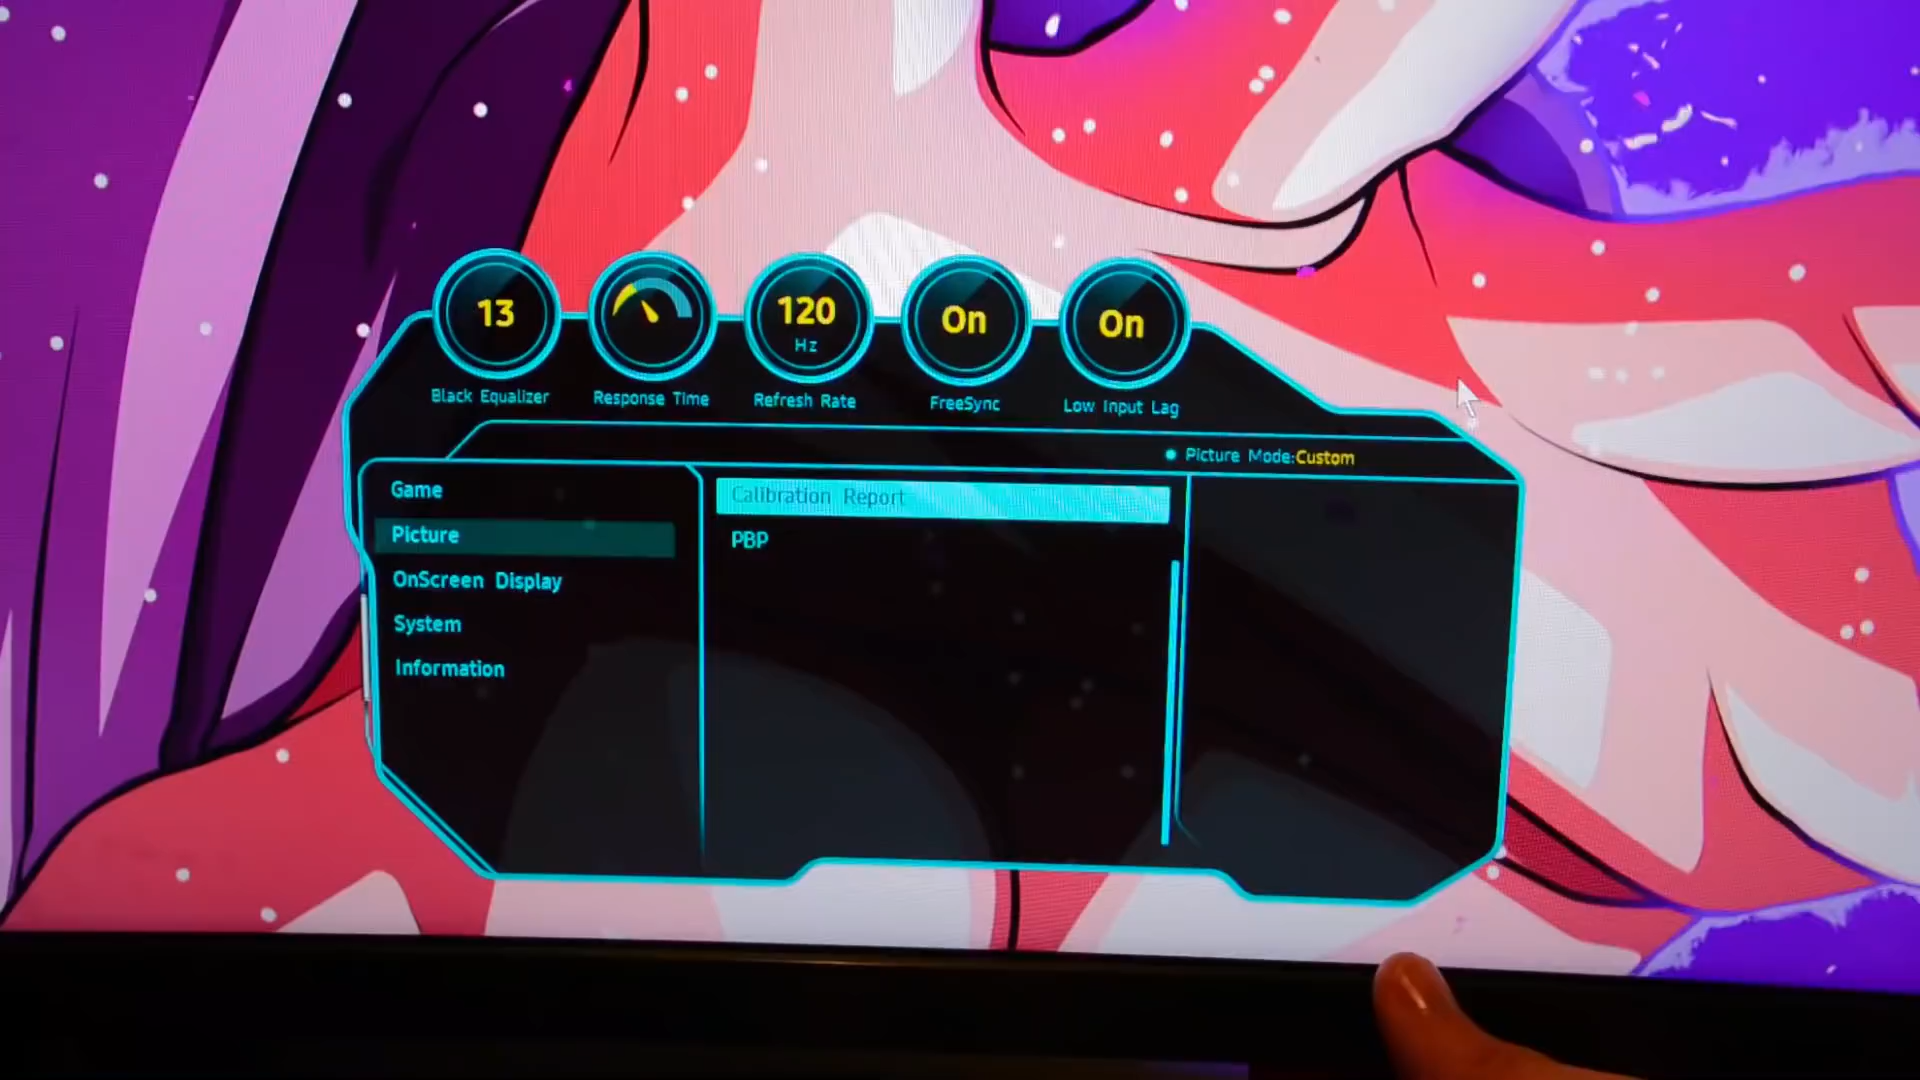 13
120
Hz
On
On
Black Equalizer
Response Time
Refresh Rate
FreeSync
Low Input Lag
Picture Mode:Custom
Game
Picture
OnScreen Display
System
Information
Calibration Report
PBP